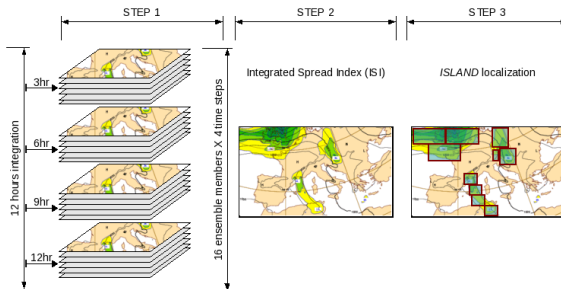 STEP 1
STEP 2
STEP 3
12 hours integration
3hr
6hr
9hr
12hr
16 ensemble members X 4 time steps
Integrated Spread Index (ISI)
ISLAND localization